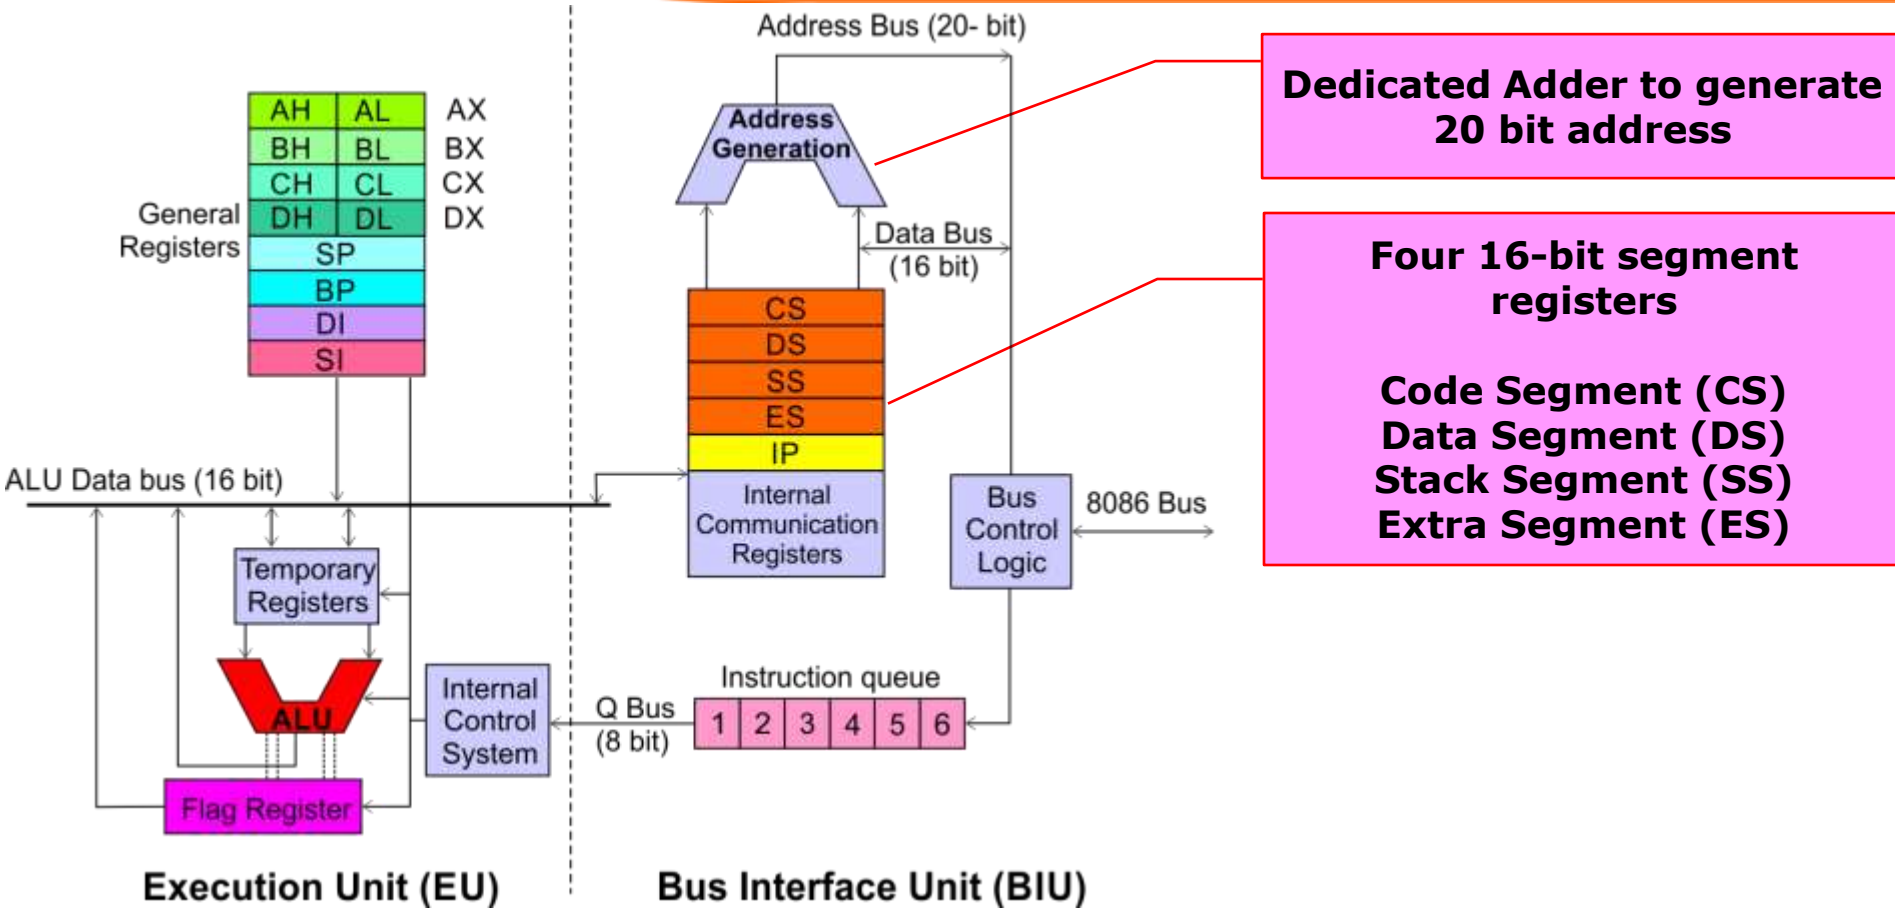 Address Bus (20- bit)
Dedicated Adder to generate
20 bit address
AH AL AX
BH BL BX
CH CL CX
DH DL DX
General
Registers
SP
BP
DI
SI
Address
Generation
Data Bus
(16 bit)
CS
DS
SS
ES
IP
Internal
Communication
Registers
Four 16-bit segment
registers
Code Segment (CS)
Data Segment (DS)
Stack Segment (SS)
Extra Segment (ES)
ALU Data bus (16 bit)
Bus
Control
Logic
8086 Bus
Temporary
Registers
ALU
Internal
Control
System
Q Bus
(8 bit)
Instruction queue
1 2 3 4 5 6
Flag Register
Execution Unit (EU)
Bus Interface Unit (BIU)